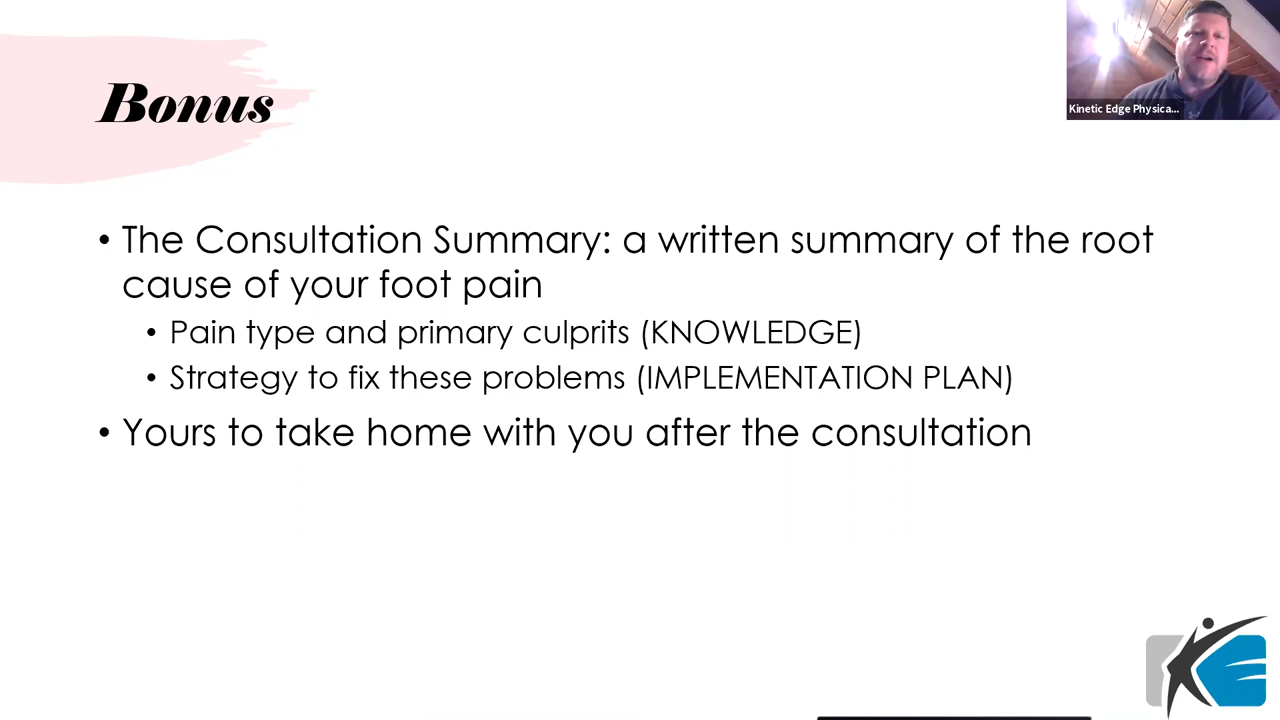 Bonus
Kinetic Edge Physica...
• The Consultation Summary: a written summary of the root
cause of your foot pain
• Pain type and primary culprits (KNOWLEDGE)
• Strategy to fix these problems (IMPLEMENTATION PLAN)
• Yours to take home with you after the consultation